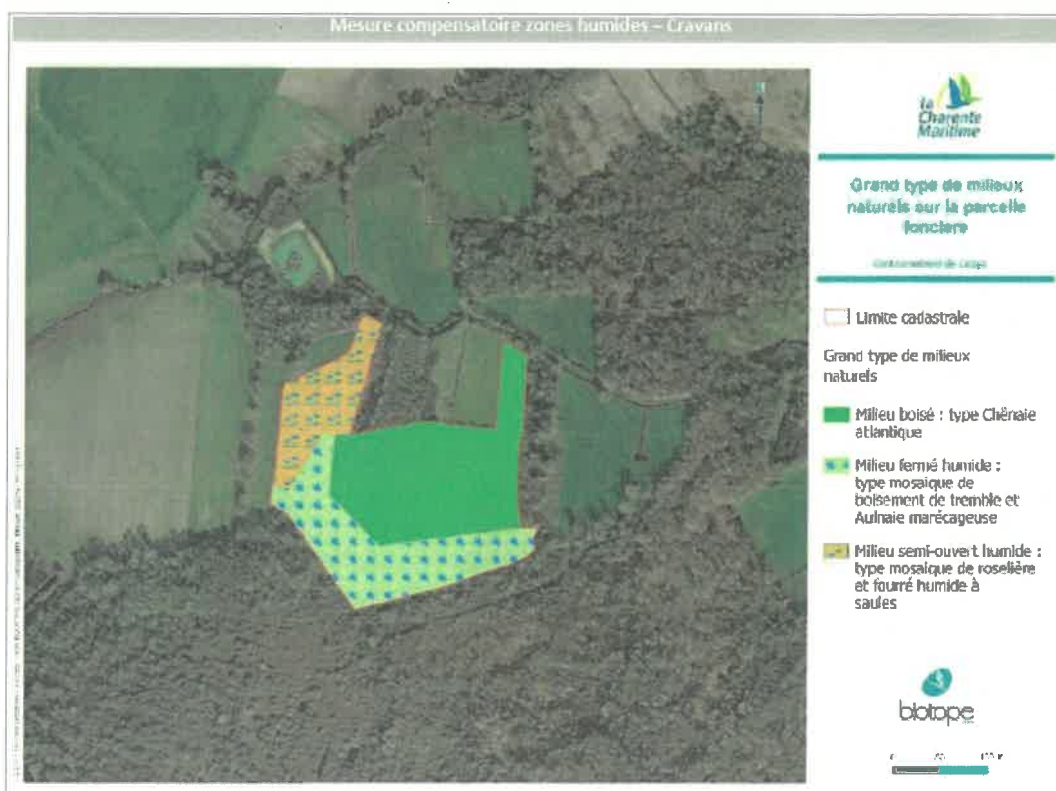 Mesure compensatoire zones humides – Cravans
la
Charente
Maritime
Grand type de milieux
naturels sur la parcelle
foncière
Limite cadastrale
Grand type de milieux
naturels
Milieu boisé : type Chênaie
atlantique
Milieu fermé humide :
type mosaïque de
boisement de tremble et
Aulnaie marécageuse
Milieu semi-ouvert humide :
type mosaïque de roselière
et fourré humide à
saules
biotope